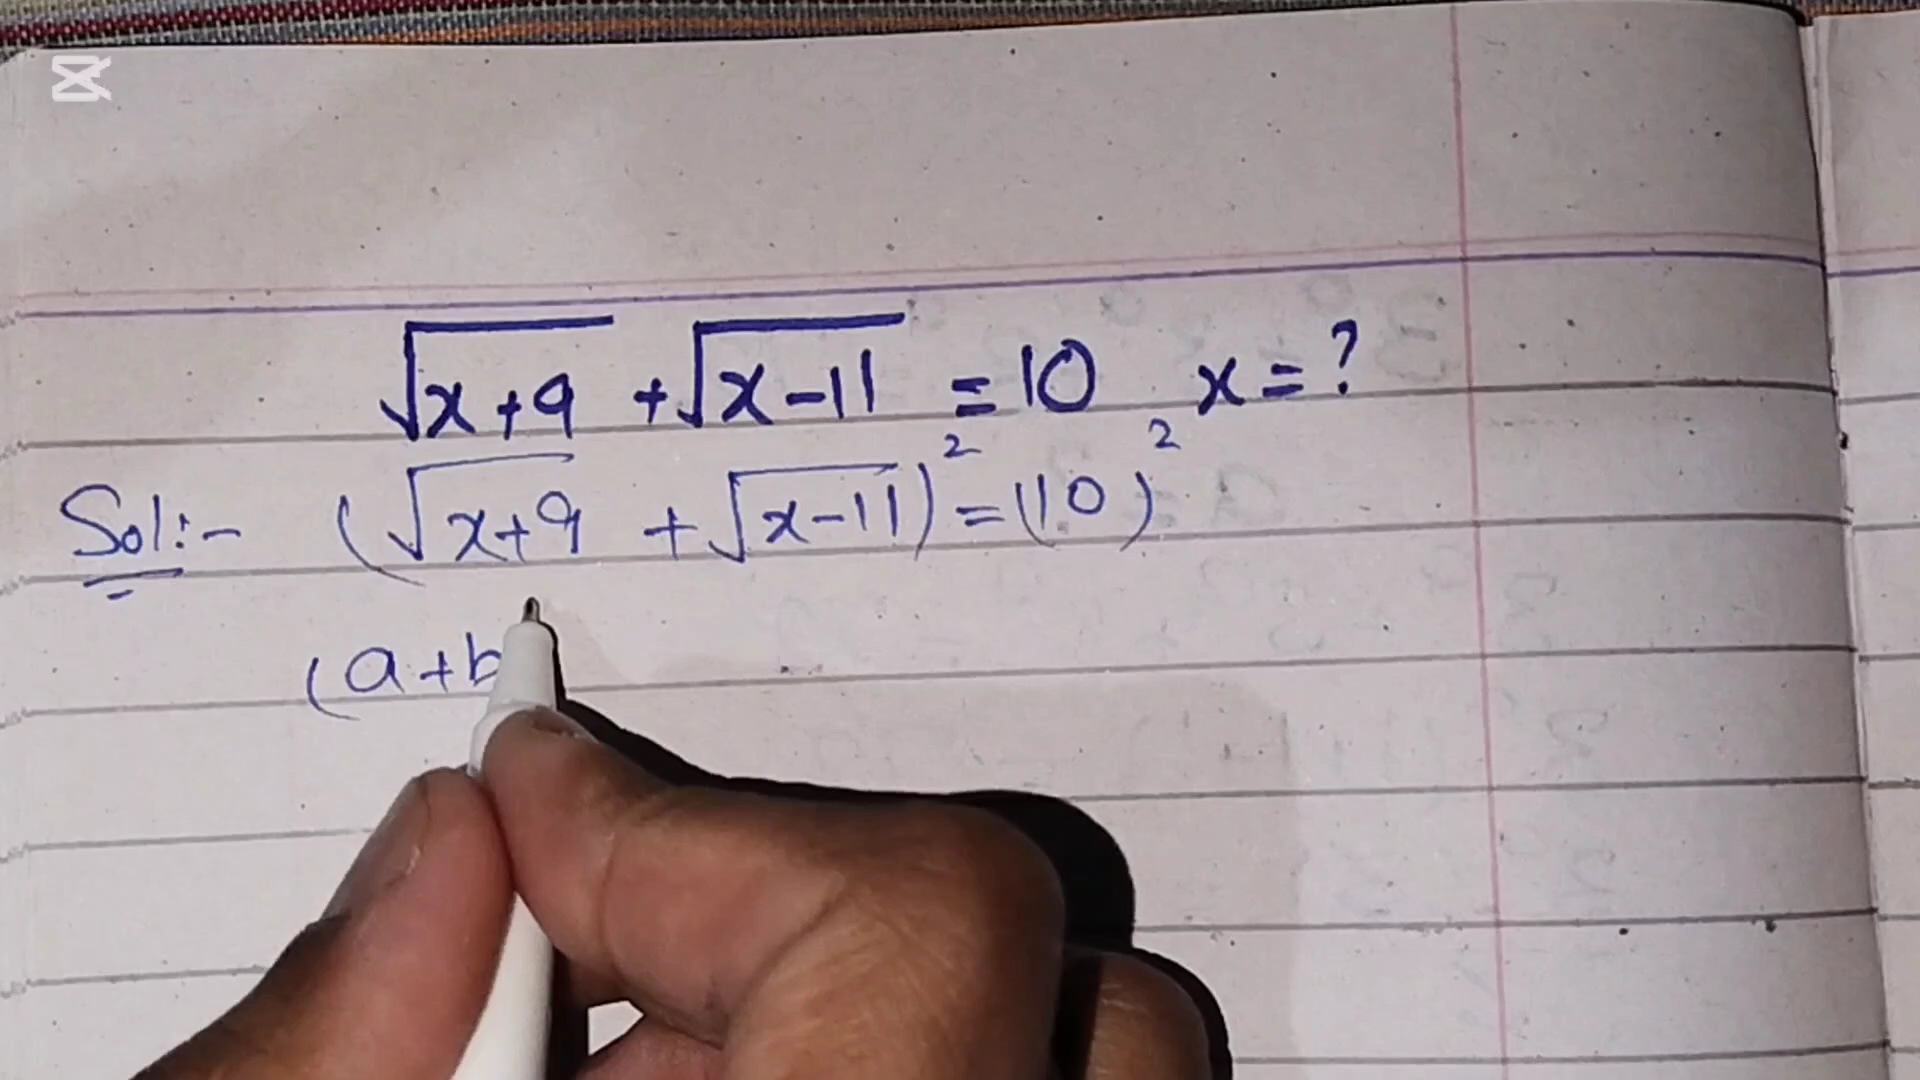 √x+9 + √x-11 = 10 x = ?
Sol:- (√x+9 + √x-11)² = (10)²
(a+b